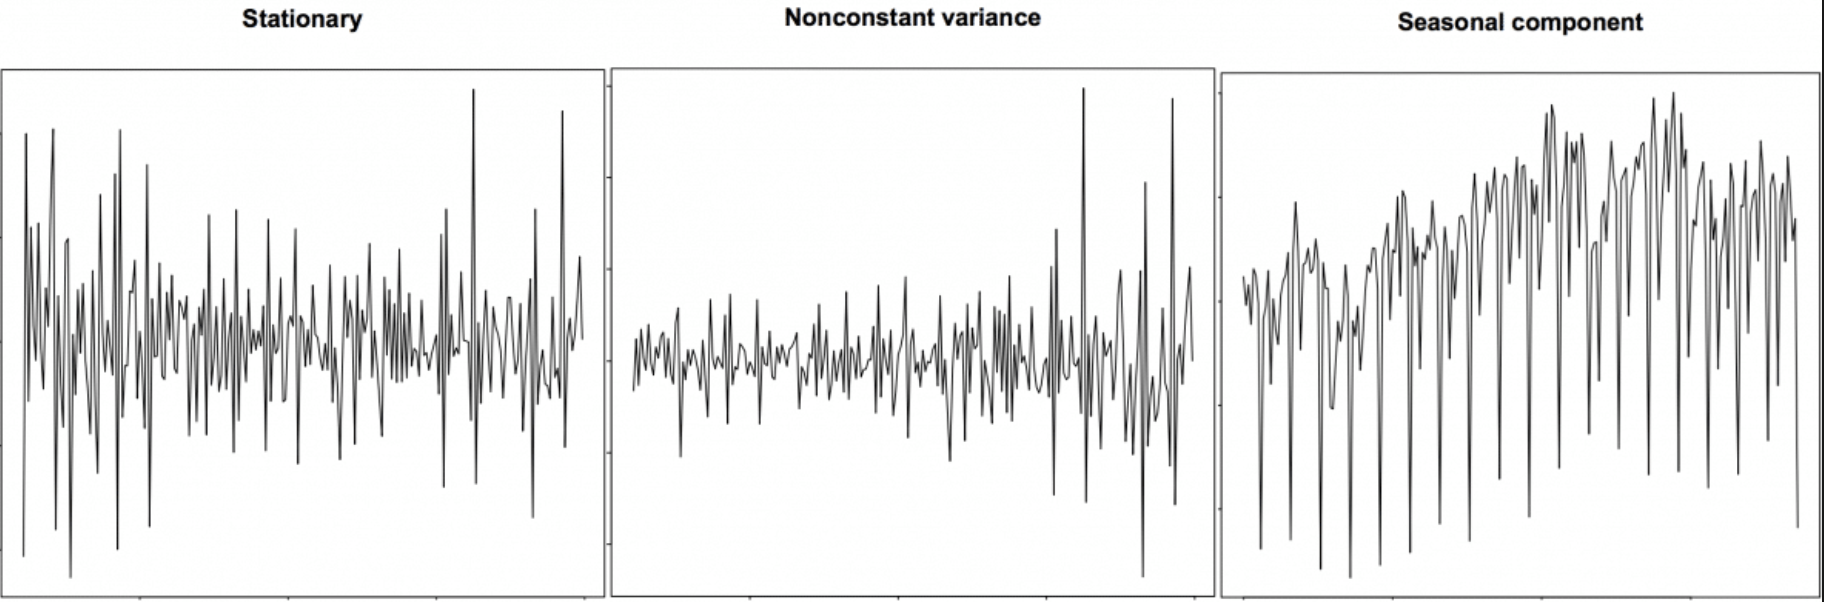 Stationary
Nonconstant variance
Seasonal component